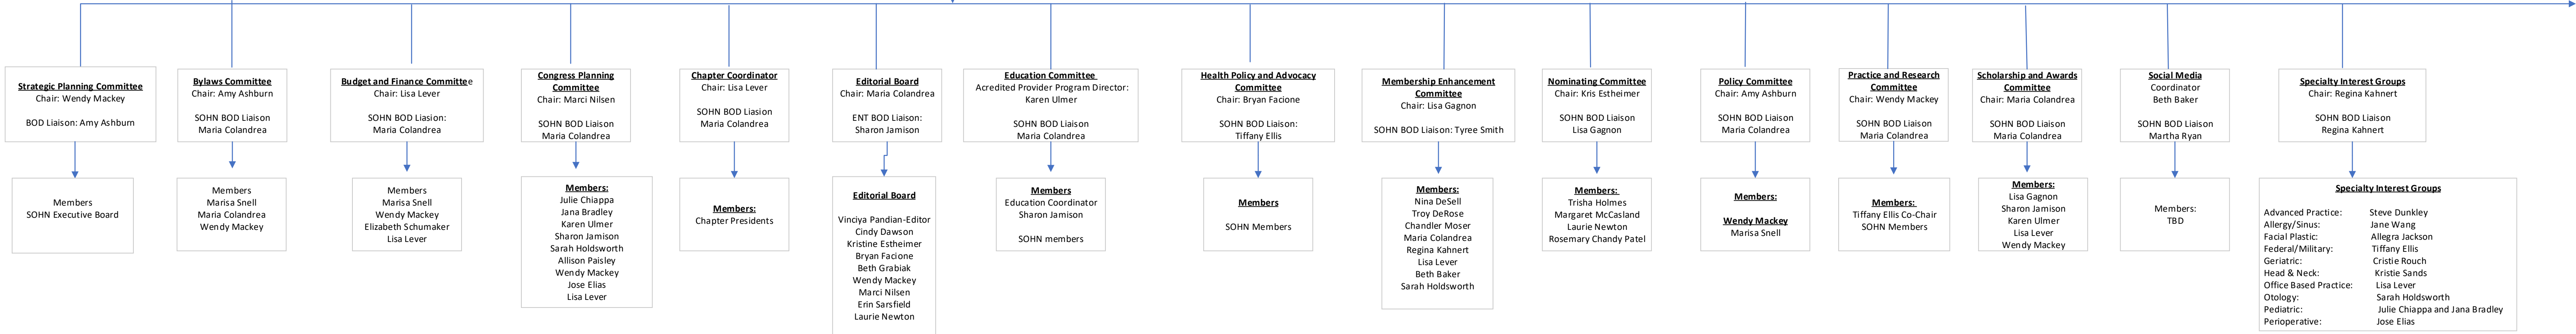 Strategic Planning Committee
Chair: Wendy Mackey
BOD Liaison: Amy Ashburn
Members
SOHN Executive Board
Bylaws Committee
Chair: Amy Ashburn
SOHN BOD Liaison
Maria Colandrea
Members
Marisa Snell
Maria Colandrea
Wendy Mackey
Budget and Finance Committee
Chair: Lisa Lever
SOHN BOD Liasion:
Maria Colandrea
Members
Marisa Snell
Wendy Mackey
Elizabeth Schumaker
Lisa Lever
Congress Planning
Committee
Chair: Marci Nilsen
SOHN BOD Liaison
Maria Colandrea
Members:
Julie Chiappa
Jana Bradley
Karen Ulmer
Sharon Jamison
Sarah Holdsworth
Allison Paisley
Wendy Mackey
Jose Elias
Lisa Lever
Chapter Coordinator
Chair: Lisa Lever
SOHN BOD Liasion
Maria Colandrea
Members:
Chapter Presidents
Editorial Board
Chair: Maria Colandrea
ENT BOD Liaison:
Sharon Jamison
Editorial Board
Vinciya Pandian-Editor
Cindy Dawson
Kristine Estheimer
Bryan Facione
Beth Grabiak
Wendy Mackey
Marci Nilsen
Erin Sarsfield
Laurie Newton
Education Committee
Acredited Provider Program Director:
Karen Ulmer
SOHN BOD Liaison
Maria Colandrea
Members
Education Coordinator
Sharon Jamison
SOHN members
Health Policy and Advocacy
Committee
Chair: Bryan Facione
SOHN BOD Liaison:
Tiffany Ellis
Members
SOHN Members
Membership Enhancement
Committee
Chair: Lisa Gagnon
SOHN BOD Liaison: Tyree Smith
Members:
Nina DeSell
Troy DeRose
Chandler Moser
Maria Colandrea
Regina Kahnert
Lisa Lever
Beth Baker
Sarah Holdsworth
Nominating Committee
Chair: Kris Estheimer
SOHN BOD Liaison
Lisa Gagnon
Members:
Trisha Holmes
Margaret McCasland
Laurie Newton
Rosemary Chandy Patel
Policy Committee
Chair: Amy Ashburn
SOHN BOD Liaison
Maria Colandrea
Members:
Wendy Mackey
Marisa Snell
Practice and Research
Committee
Chair: Wendy Mackey
SOHN BOD Liaison
Maria Colandrea
Members:
Tiffany Ellis Co-Chair
SOHN Members
Scholarship and Awards
Committee
Chair: Maria Colandrea
SOHN BOD Liaison
Maria Colandrea
Members:
Lisa Gagnon
Sharon Jamison
Karen Ulmer
Lisa Lever
Wendy Mackey
Social Media
Coordinator
Beth Baker
SOHN BOD Liaison
Martha Ryan
Members:
TBD
Specialty Interest Groups
Chair: Regina Kahnert
SOHN BOD Liaison
Regina Kahnert
Specialty Interest Groups
Advanced Practice: Steve Dunkley
Allergy/Sinus: Jane Wang
Facial Plastic: Allegra Jackson
Federal/Military: Tiffany Ellis
Geriatric: Cristie Rouch
Head & Neck: Kristie Sands
Office Based Practice: Lisa Lever
Otology: Sarah Holdsworth
Pediatric: Julie Chiappa and Jana Bradley
Perioperative: Jose Elias